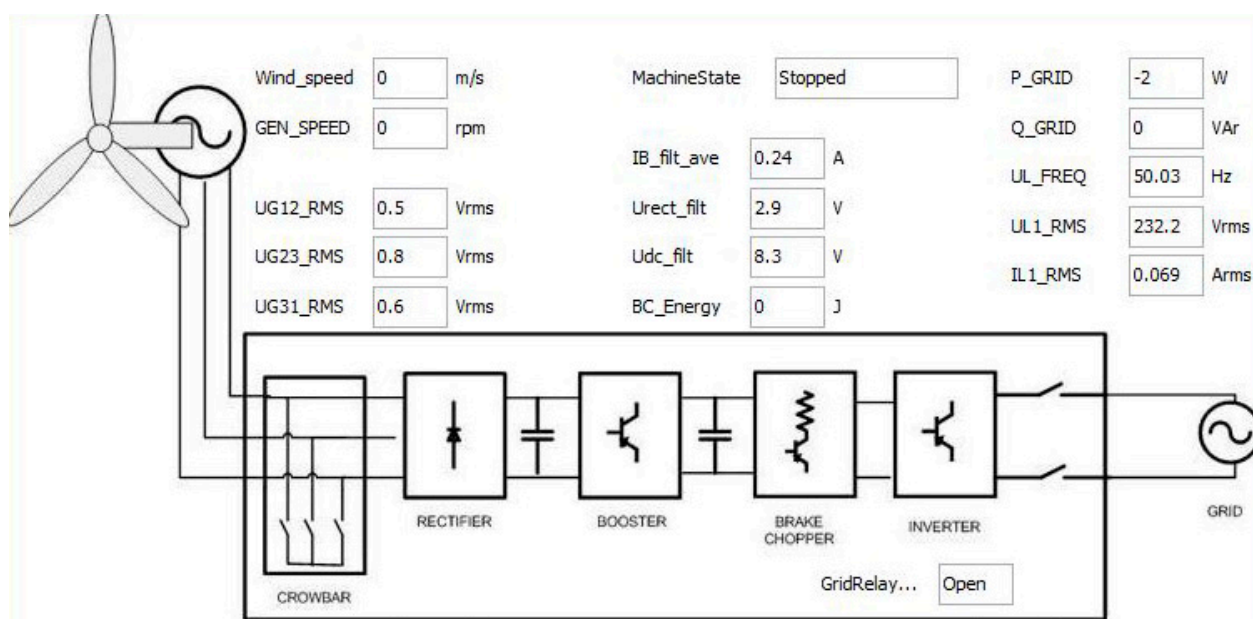 Wind_speed 0 m/s MachineState Stopped P_GRID -2 W
GEN_SPEED 0 rpm Q_GRID 0 VAr
IB_filt_ave 0.24 A UL_FREQ 50.03 Hz
UG12_RMS 0.5 Vrms Urect_filt 2.9 V UL1_RMS 232.2 Vrms
UG23_RMS 0.8 Vrms Udc_filt 8.3 V IL1_RMS 0.069 Arms
UG31_RMS 0.6 Vrms BC_Energy 0 J
RECTIFIER BOOSTER BRAKE CHOPPER INVERTER GRID
CROWBAR GridRelay... Open